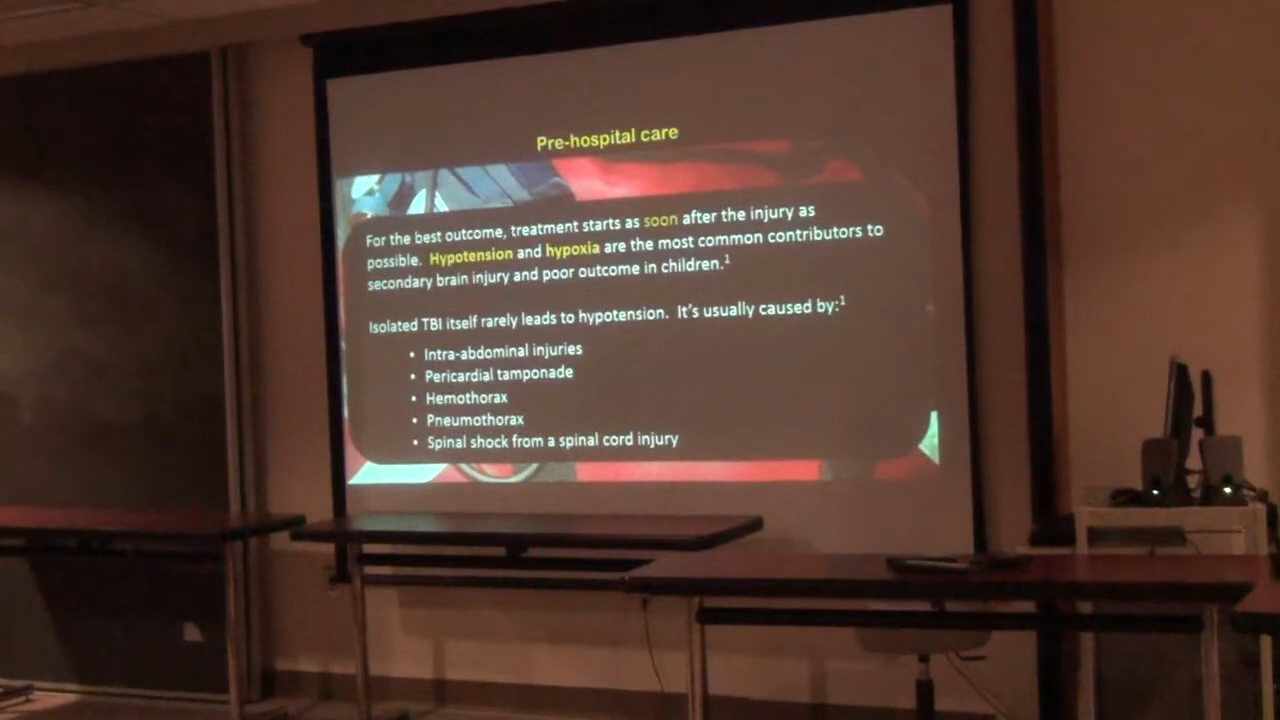 Pre-hospital care
For the best outcome, treatment starts as soon after the injury as
possible. Hypotension and hypoxia are the most common contributors to
secondary brain injury and poor outcome in children.¹
Isolated TBI itself rarely leads to hypotension. It's usually caused by:¹
• Intra-abdominal injuries
• Pericardial tamponade
• Hemothorax
• Pneumothorax
• Spinal shock from a spinal cord injury